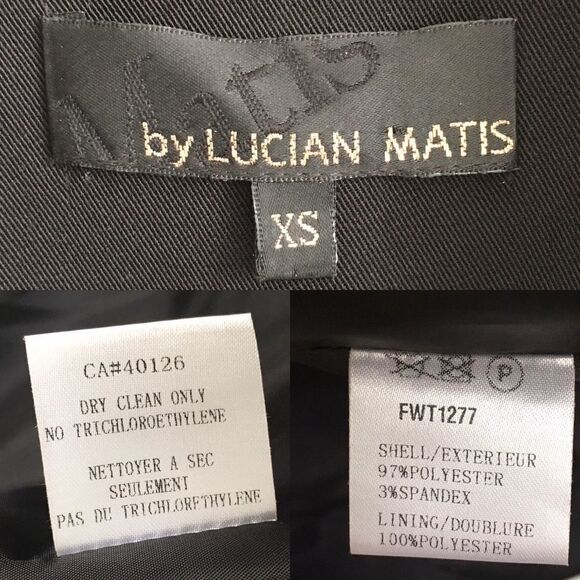 Matis
by LUCIAN MATIS
XS
CA#40126
DRY CLEAN ONLY
NO TRICHLOROETHYLENE
NETTOYER A SEC
SEULEMENT
PAS DU TRICHLORFTHYLENE
P
FWT1277
SHELL/EXTERIEUR
97%POLYESTER
3%SPANDEX
LINING/DOUBLURE
100%POLYESTER